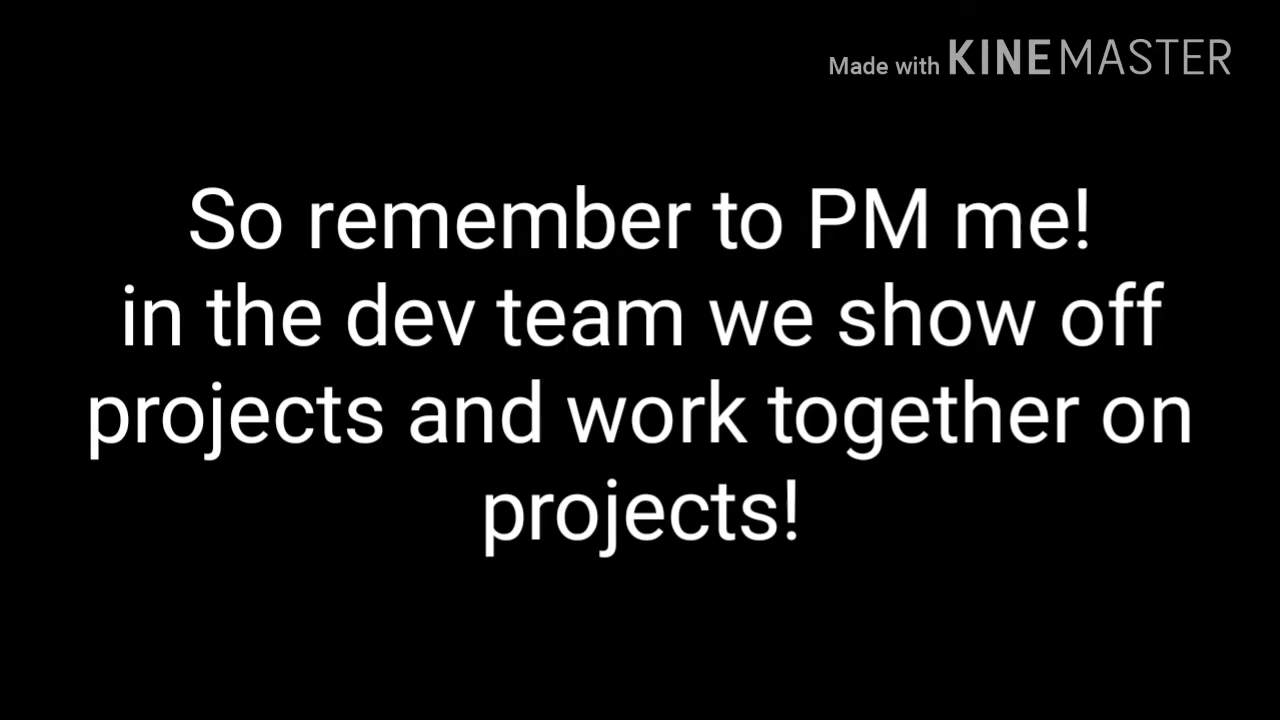 Made with KINEMASTER
So remember to PM me!
in the dev team we show off
projects and work together on
projects!